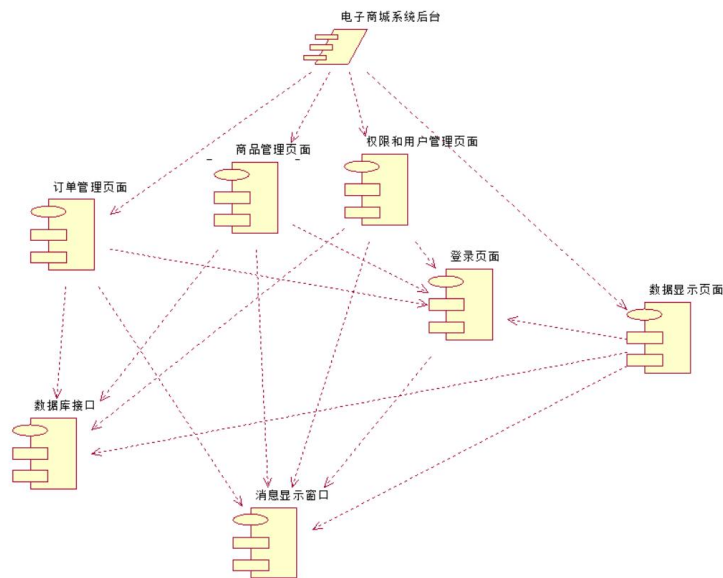 电子商城系统后台
权限和用户管理页面
商品管理页面
订单管理页面
登录页面
数据显示页面
数据库接口
消息显示窗口